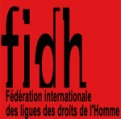 fidh
Fédération internationale
des ligues des droits de l'Homme